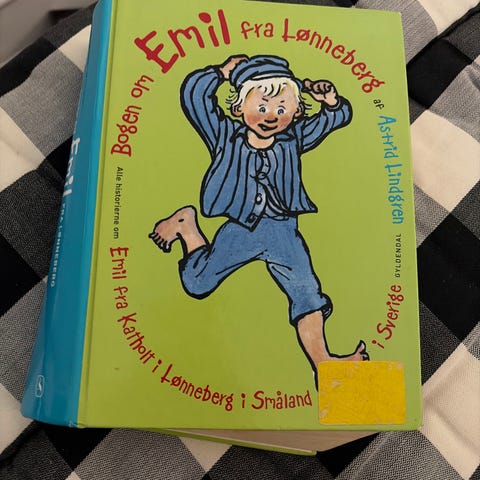 Bogen om Emil fra Lønneberg
af Astrid Lindgren
GYLDENDAL
Alle historierne om
Emil fra Katholt i Lønneberg i Småland i Sverige
Emil
FRA LØNNEBERG